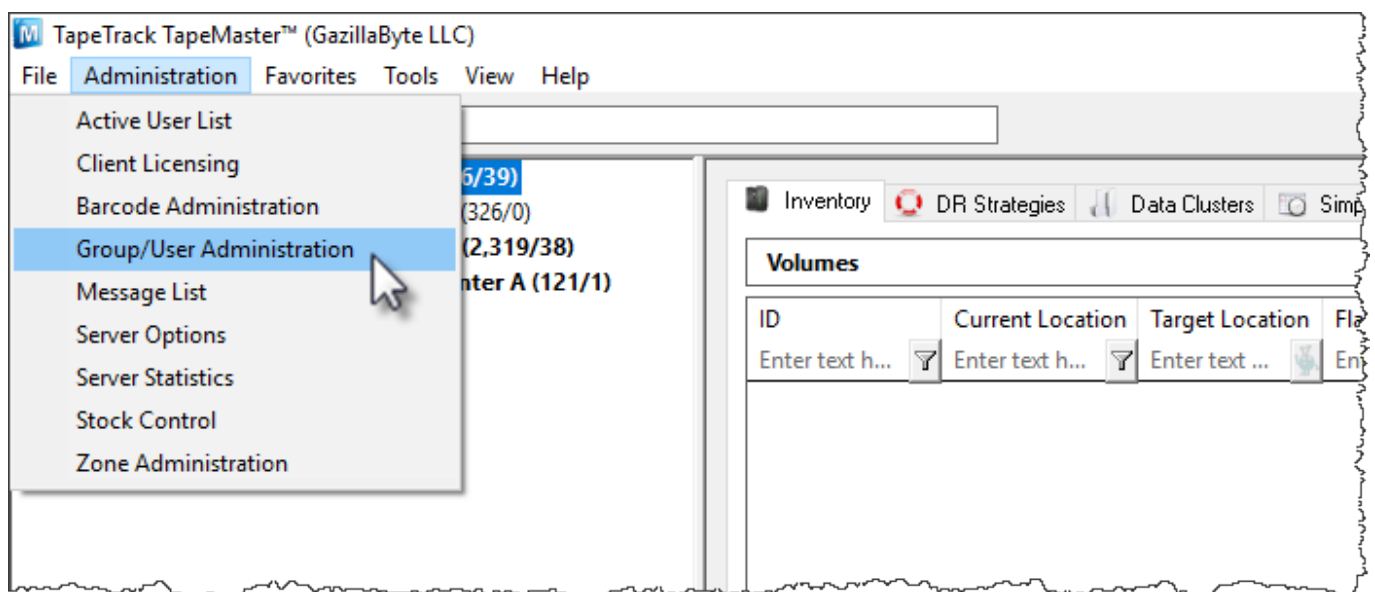 TapeTrack TapeMaster™ (GazillaByte LLC)
File Administration Favorites Tools View Help
Active User List
Client Licensing
Barcode Administration
Group/User Administration
Message List
Server Options
Server Statistics
Stock Control
Zone Administration
6/39)
(326/0)
(2,319/38)
nter A (121/1)
Inventory DR Strategies Data Clusters Simp
Volumes
ID Current Location Target Location Fla
Enter text h... Enter text h... Enter text ... En